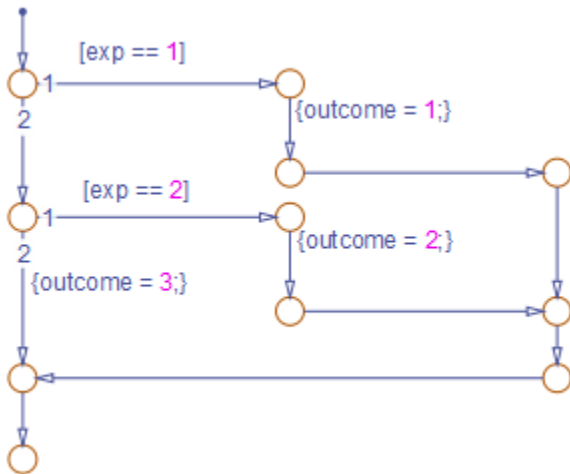 [exp == 1]
1
{outcome = 1;}
2
[exp == 2]
1
{outcome = 2;}
2
{outcome = 3;}